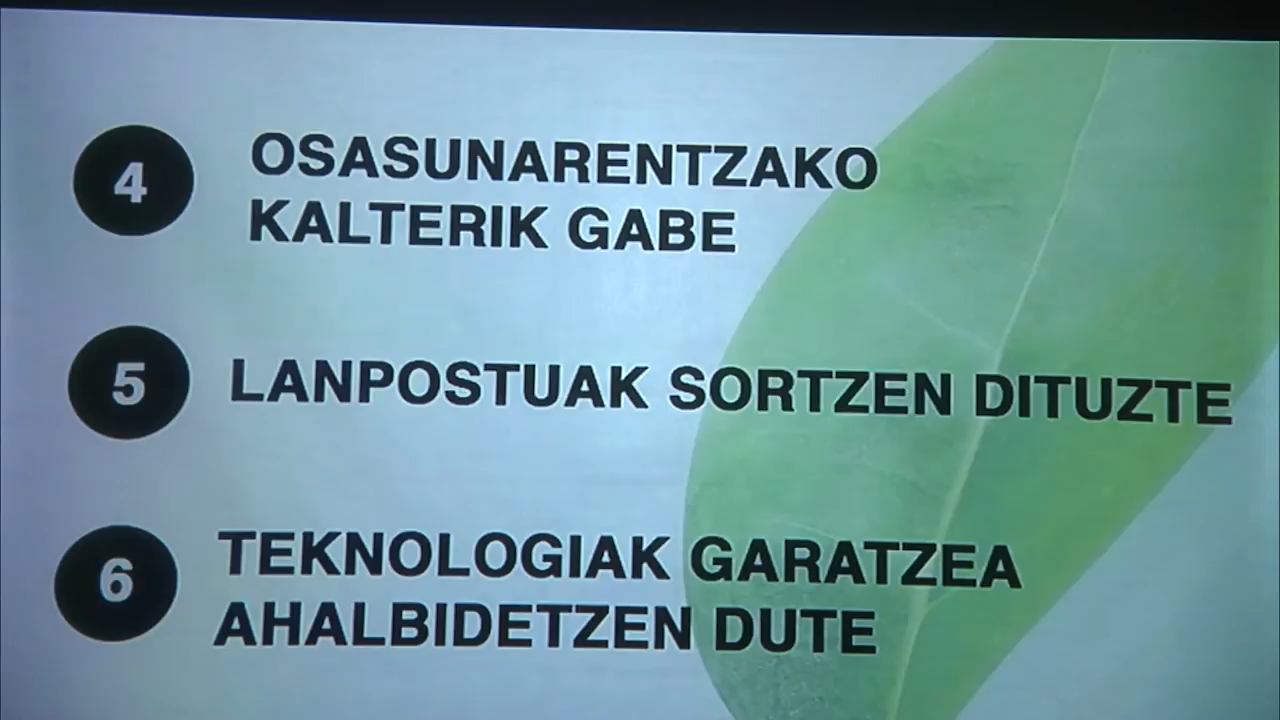 4 OSASUNARENTZAKO
KALTERIK GABE
5 LANPOSTUAK SORTZEN DITUZTE
6 TEKNOLOGIAK GARATZEA
AHALBIDETZEN DUTE